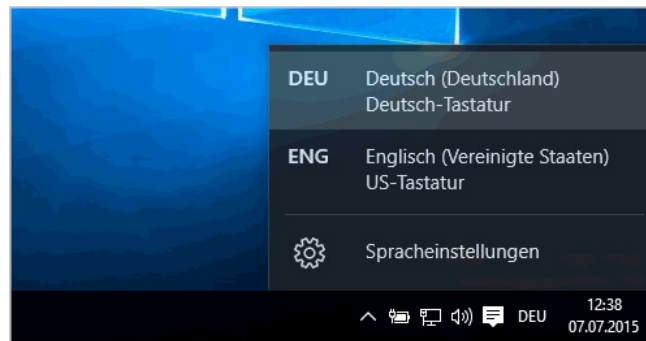 DEU Deutsch (Deutschland)
Deutsch-Tastatur
ENG Englisch (Vereinigte Staaten)
US-Tastatur
Spracheinstellungen
DEU 12:38
07.07.2015